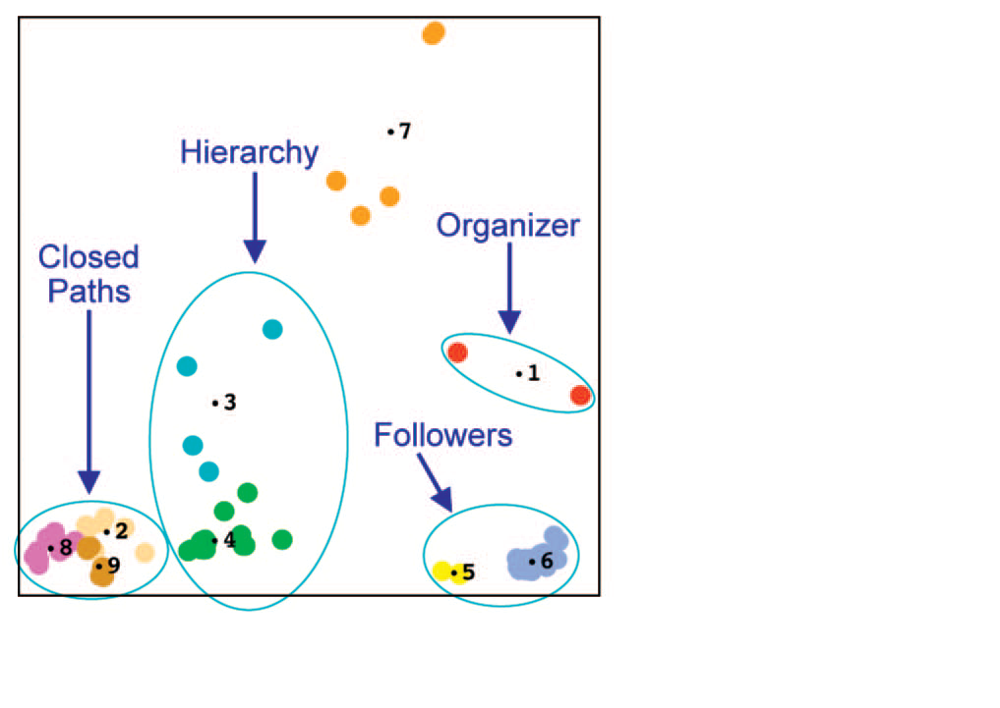 7
Hierarchy
Organizer
Closed
Paths
1
3
Followers
2
4
8
6
9
5